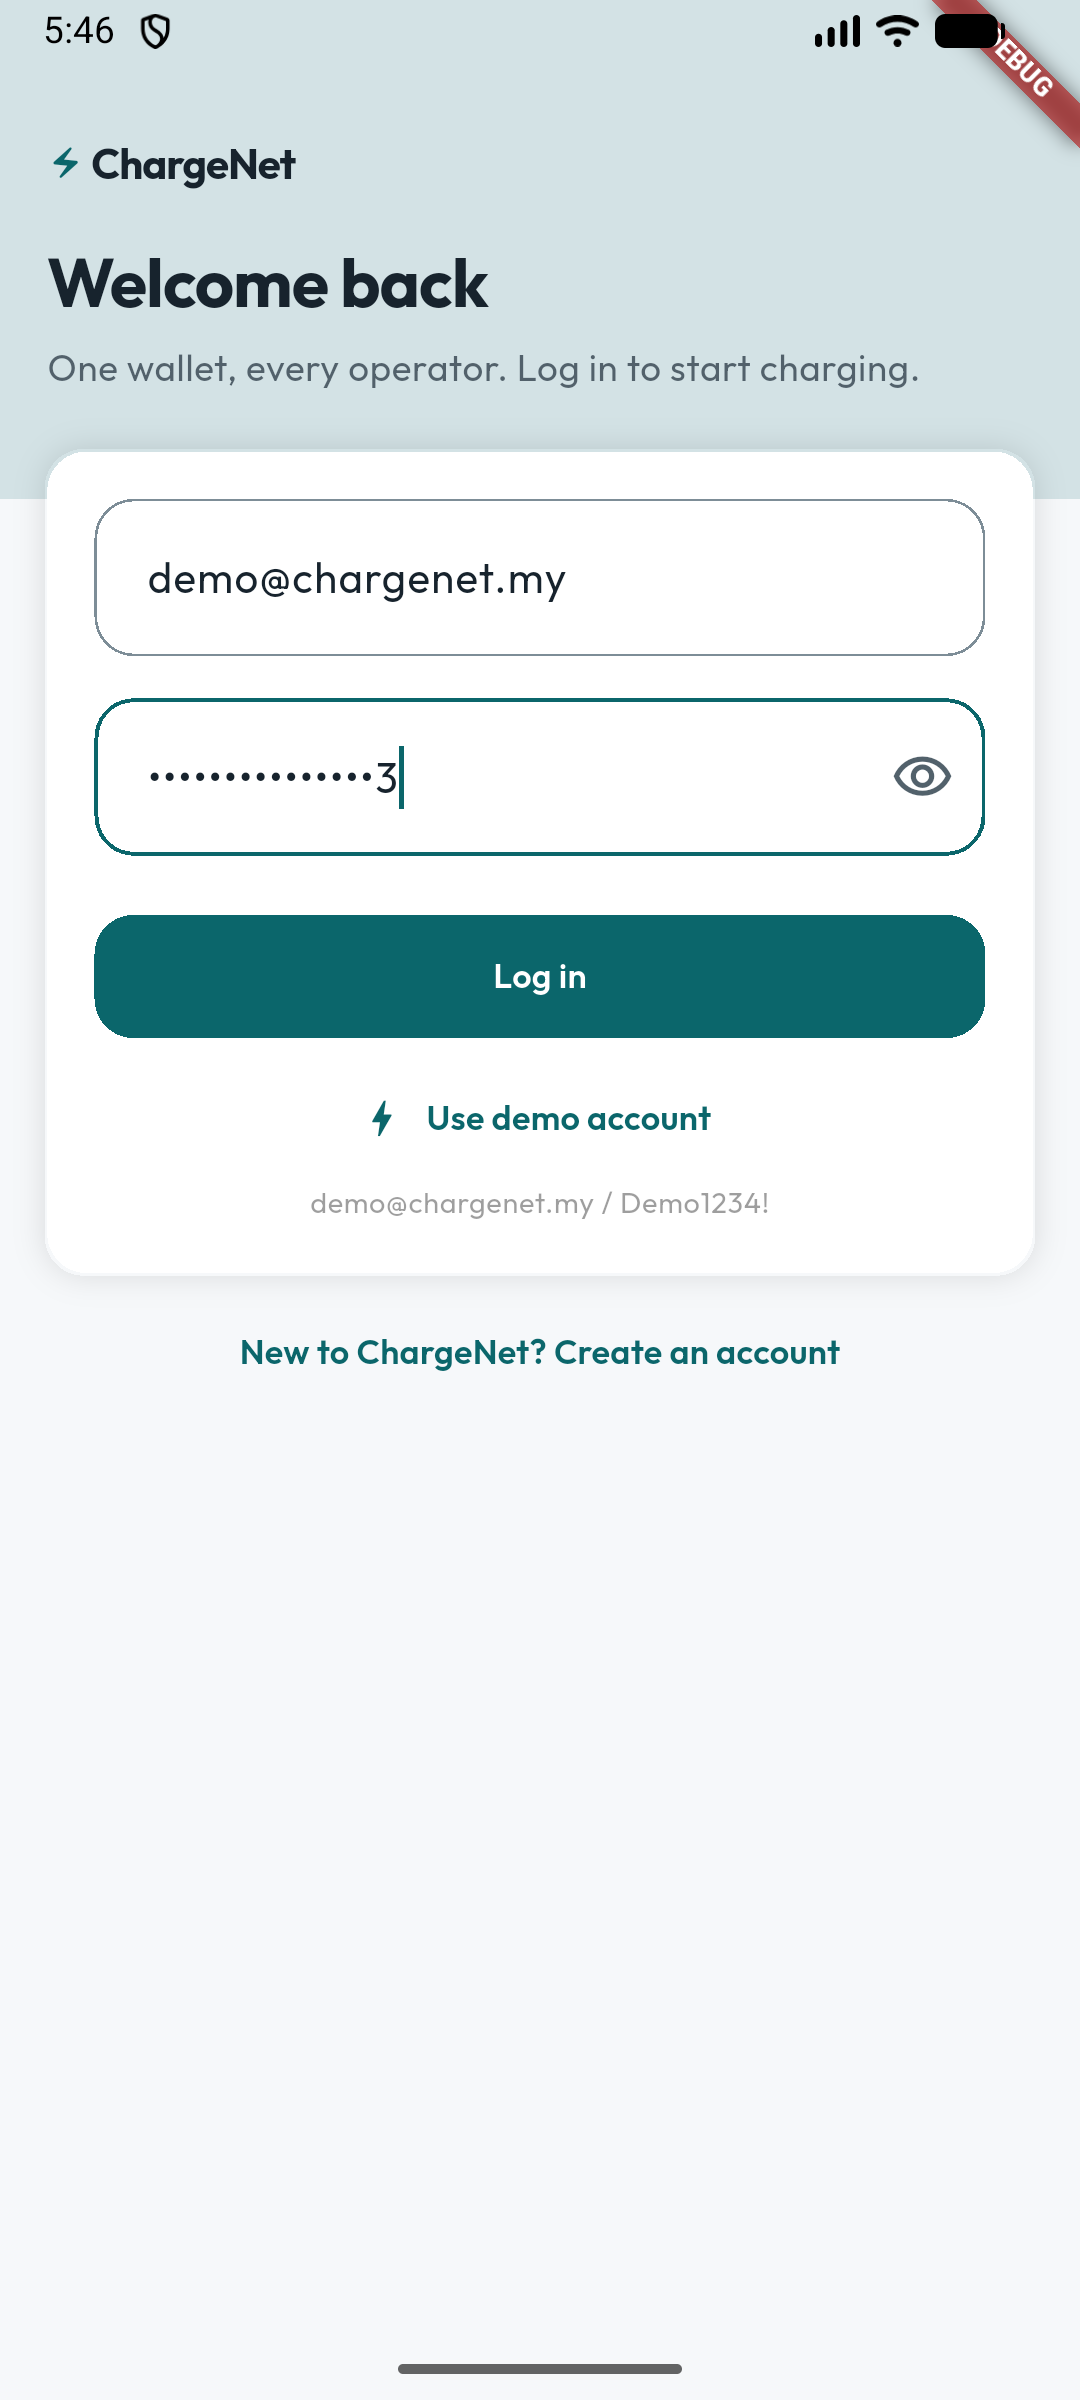 5:46
EBUG
ChargeNet
Welcome back
One wallet, every operator. Log in to start charging.
demo@chargenet.my
•••••••••••••••3
Log in
Use demo account
demo@chargenet.my / Demo1234!
New to ChargeNet? Create an account